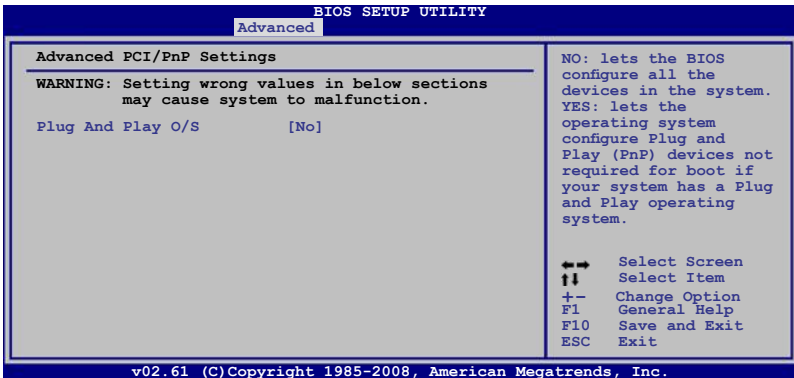 BIOS SETUP UTILITY
Advanced
Advanced PCI/PnP Settings
WARNING: Setting wrong values in below sections
may cause system to malfunction.
Plug And Play O/S [No]
NO: lets the BIOS
configure all the
devices in the system.
YES: lets the
operating system
configure Plug and
Play (PnP) devices not
required for boot if
your system has a Plug
and Play operating
system.
←→ Select Screen
↑↓ Select Item
+- Change Option
F1 General Help
F10 Save and Exit
ESC Exit
v02.61 (C)Copyright 1985-2008, American Megatrends, Inc.